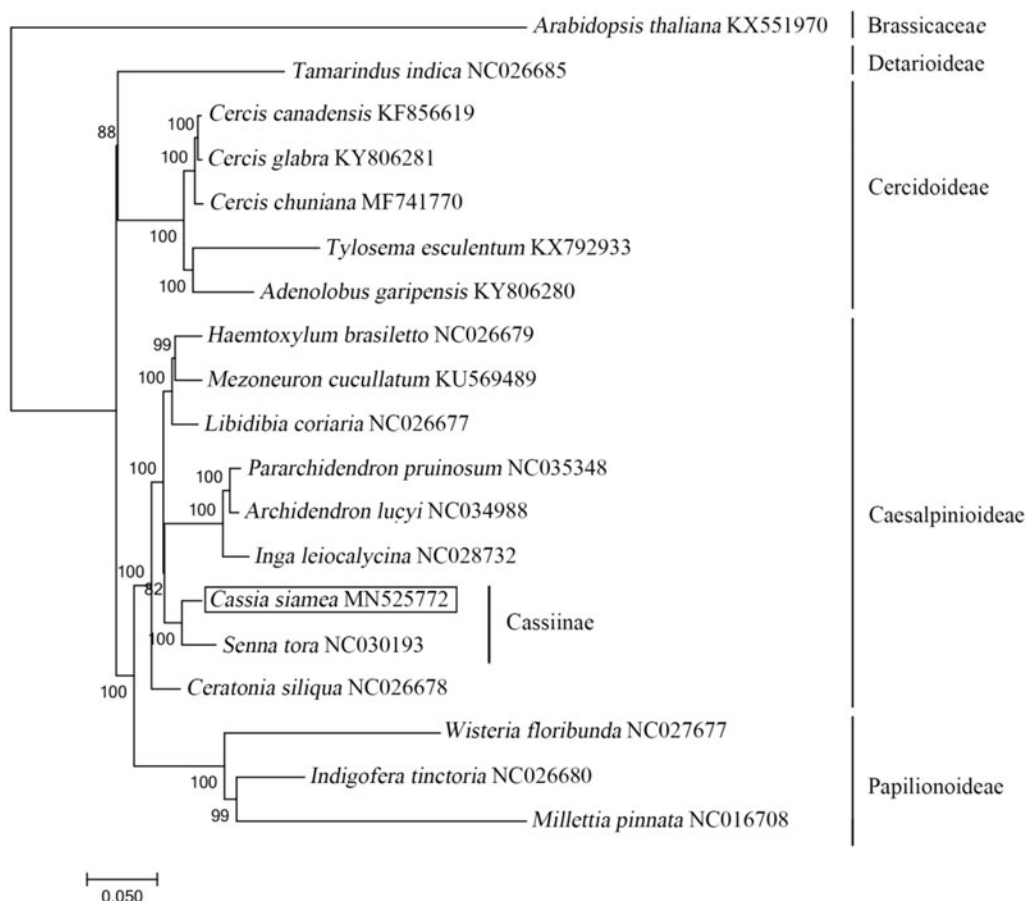 Arabidopsis thaliana KX551970
Brassicaceae
Tamarindus indica NC026685
Detarioideae
88
Cercis canadensis KF856619
100
Cercis glabra KY806281
100
Cercis chuniana MF741770
Cercidoideae
100
Tylosema esculentum KX792933
Adenolobus garipensis KY806280
100
Haemtoxylum brasiletto NC026679
99
Mezoneuron cucullatum KU569489
100
Libidibia coriaria NC026677
100
Pararchidendron pruinosum NC035348
100
Archidendron lucyi NC034988
100
Caesalpinioideae
Inga leiocalycina NC028732
100
82
Cassia siamea MN525772
Cassiinae
100
Senna tora NC030193
Ceratonia siliqua NC026678
100
Wisteria floribunda NC027677
100
Indigofera tinctoria NC026680
Papilionoideae
99
Millettia pinnata NC016708
0.050